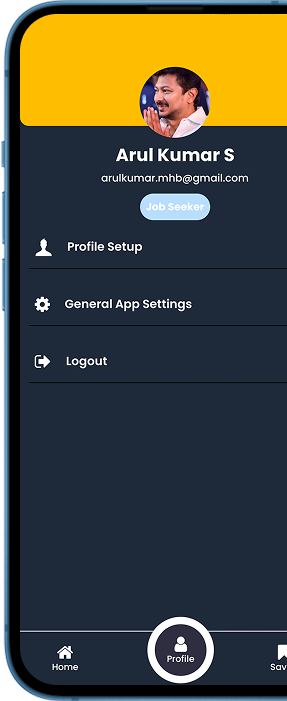 Arul Kumar S
arulkumar.mhb@gmail.com
Job Seeker
Profile Setup
General App Settings
Logout
Home
Profile
Sav